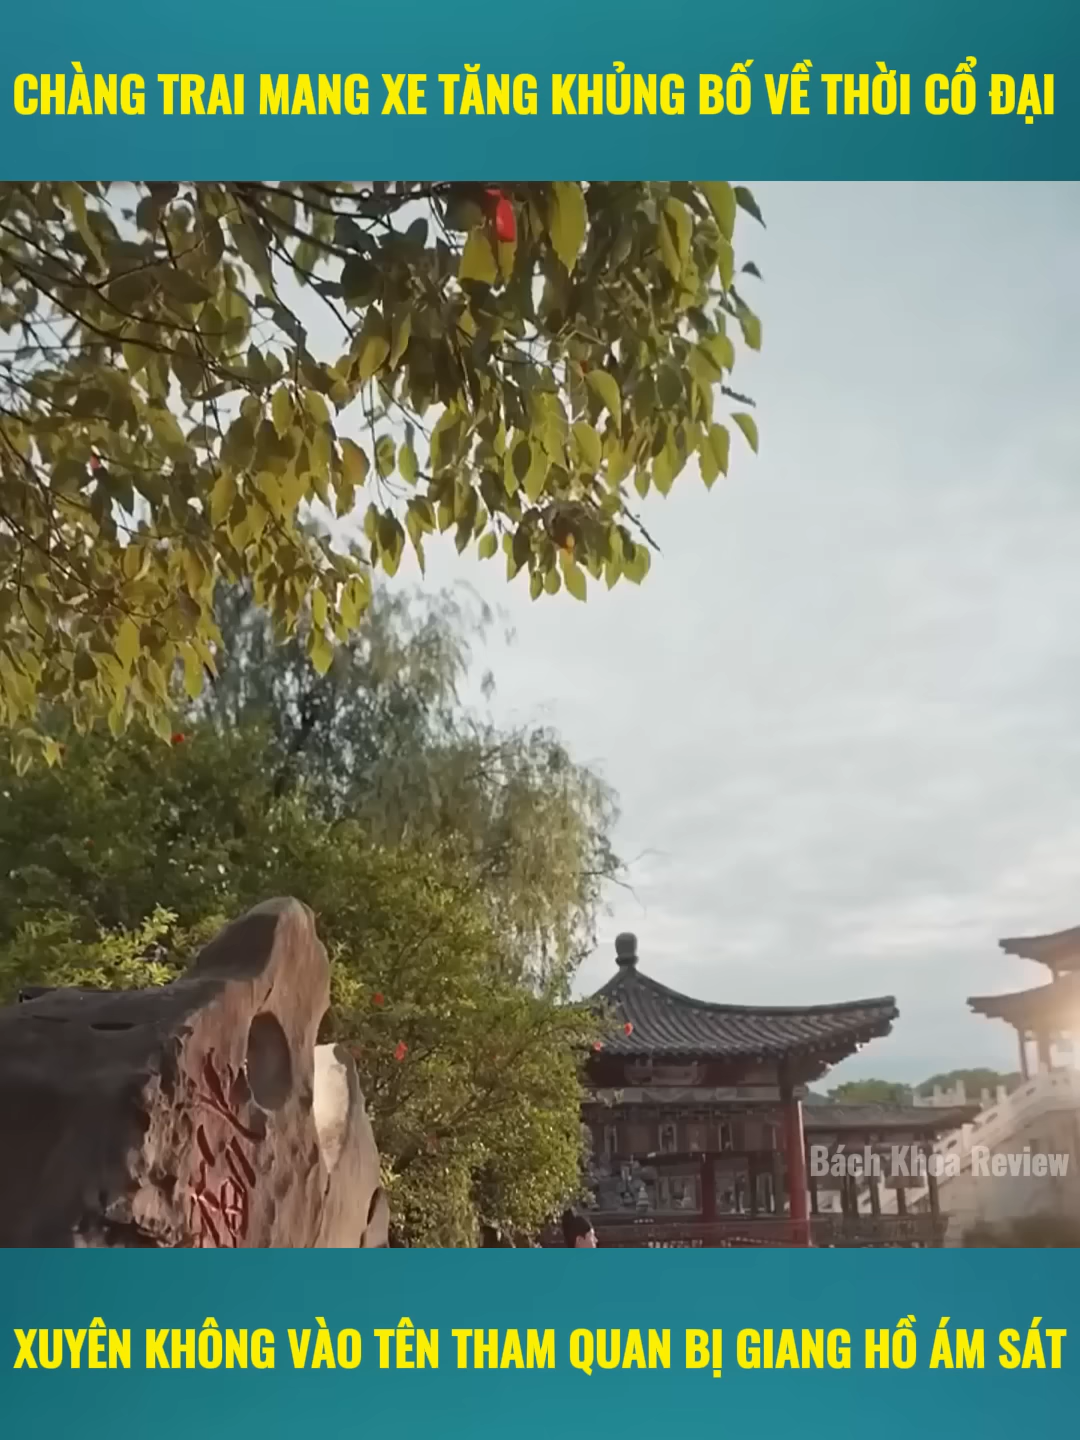 CHÀNG TRAI MANG XE TĂNG KHỦNG BỐ VỀ THỜI CỔ ĐẠI
Bách Khoa Review
XUYÊN KHÔNG VÀO TÊN THAM QUAN BỊ GIANG HỒ ÁM SÁT